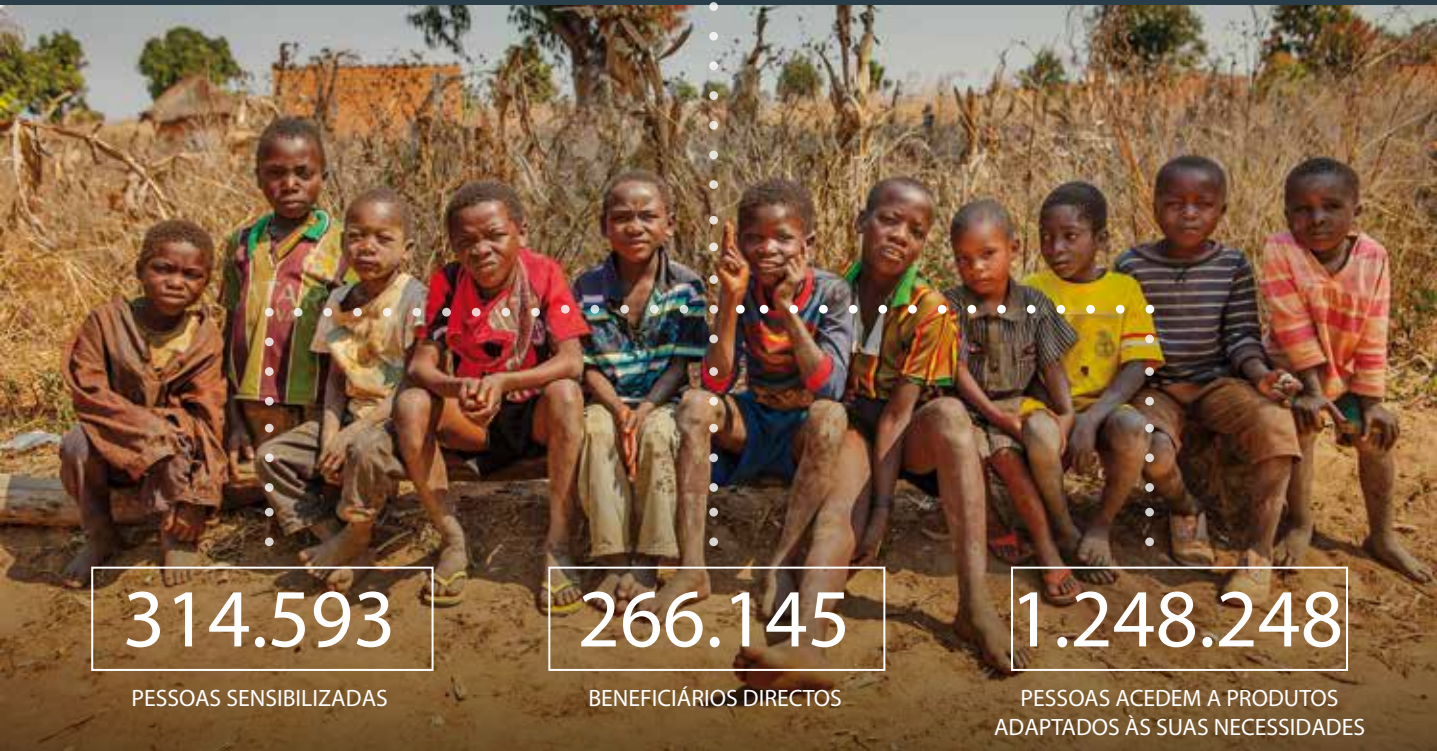 314.593
PESSOAS SENSIBILIZADAS
266.145
BENEFICIÁRIOS DIRECTOS
1.248.248
PESSOAS ACEDEM A PRODUTOS
ADAPTADOS ÀS SUAS NECESSIDADES